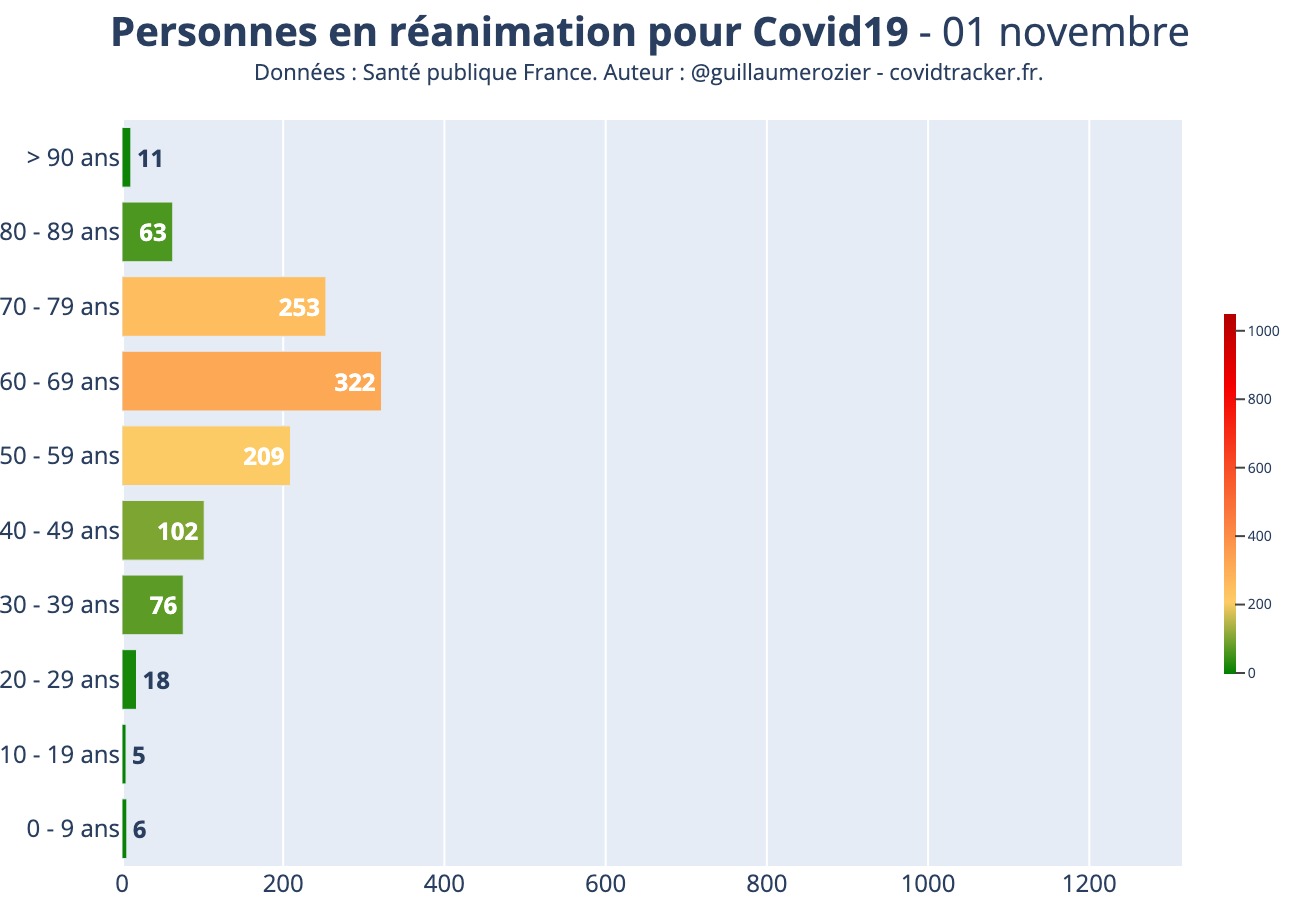 Personnes en réanimation pour Covid19 - 01 novembre
Données : Santé publique France. Auteur : @guillaumerozier - covidtracker.fr.
> 90 ans 11
80 - 89 ans 63
70 - 79 ans 253
60 - 69 ans 322
50 - 59 ans 209
40 - 49 ans 102
30 - 39 ans 76
20 - 29 ans 18
10 - 19 ans 5
0 - 9 ans 6
0 200 400 600 800 1000 1200
1000
800
600
400
200
0